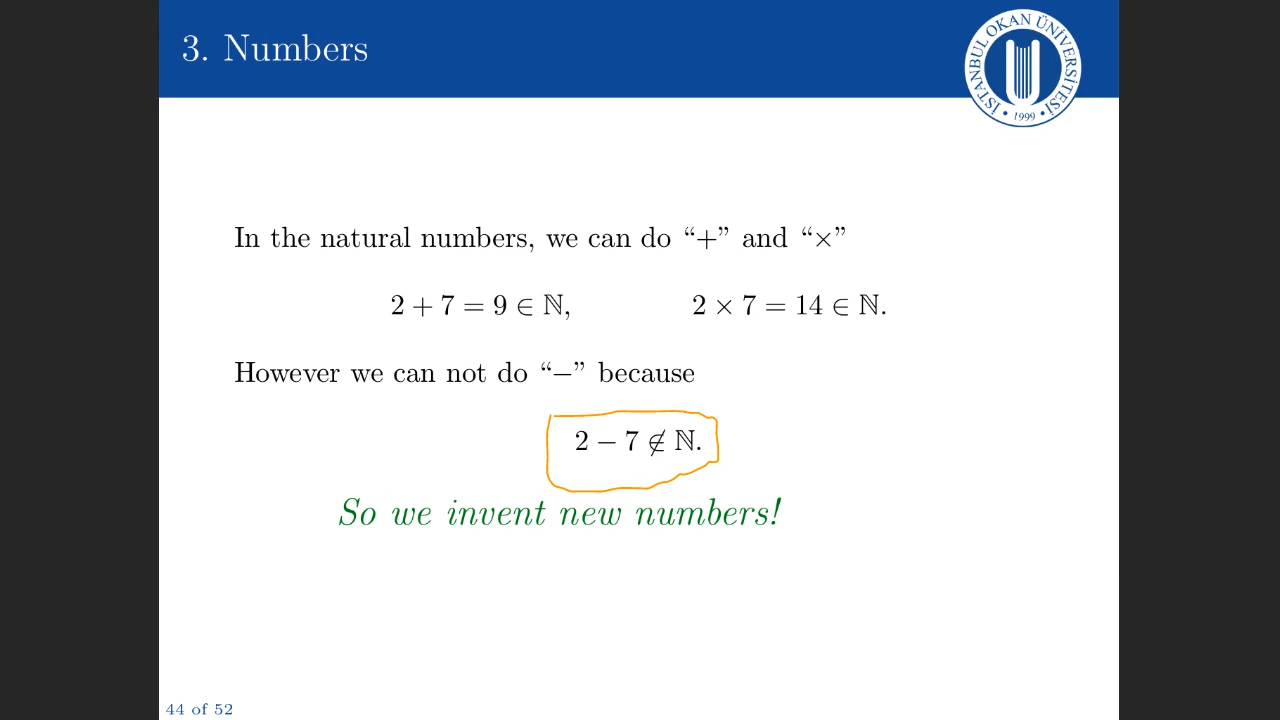 3. Numbers
İSTANBUL OKAN ÜNİVERSİTESİ
• 1999 •
In the natural numbers, we can do “+” and “×”
2 + 7 = 9 ∈ ℕ, 2 × 7 = 14 ∈ ℕ.
However we can not do “−” because
2 − 7 ∉ ℕ.
So we invent new numbers!
44 of 52